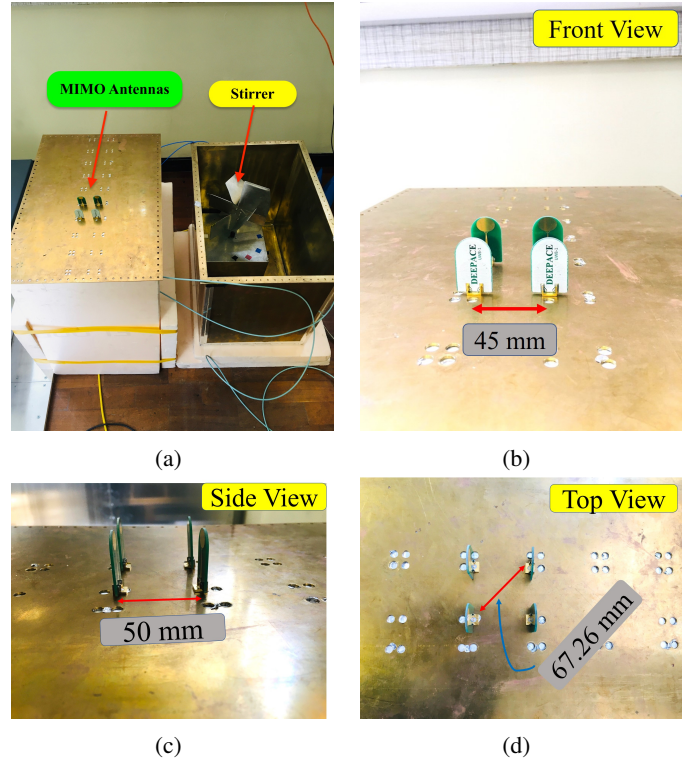 MIMO Antennas
Stirrer
(a)
Front View
DEEPACE
DEEPACE
45 mm
(b)
Side View
50 mm
(c)
Top View
67.26 mm
(d)